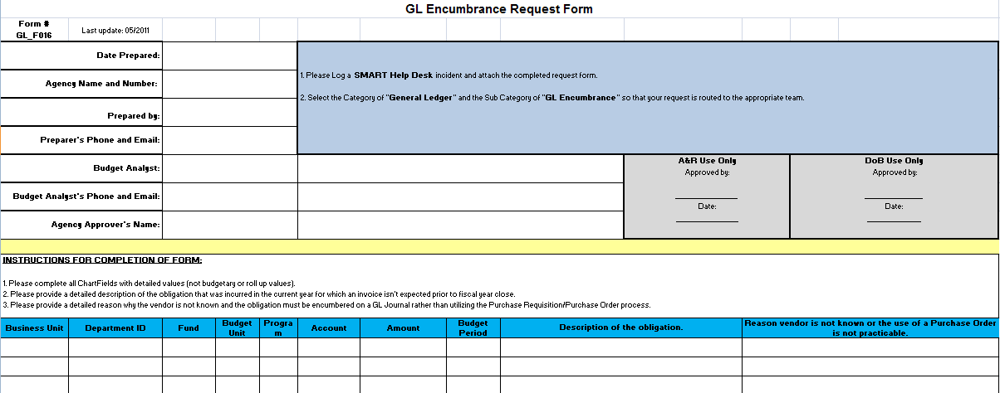 GL Encumbrance Request Form
Form #
GL_F016
Last update: 05/2011
Date Prepared:
Agency Name and Number:
Prepared by:
Preparer's Phone and Email:
1. Please Log a SMART Help Desk incident and attach the completed request form.
2. Select the Category of "General Ledger" and the Sub Category of "GL Encumbrance" so that your request is routed to the appropriate team.
Budget Analyst:
Budget Analyst's Phone and Email:
Agency Approver's Name:
A&R Use Only
Approved by:
Date:
DoB Use Only
Approved by:
Date:
INSTRUCTIONS FOR COMPLETION OF FORM:
1. Please complete all ChartFields with detailed values (not budgetary or roll up values).
2. Please provide a detailed description of the obligation that was incurred in the current year for which an invoice isn't expected prior to fiscal year close.
3. Please provide a detailed reason why the vendor is not known and the obligation must be encumbered on a GL Journal rather than utilizing the Purchase Requisition/Purchase Order process.
Business Unit
Department ID
Fund
Budget
Unit
Progra
m
Account
Amount
Budget
Period
Description of the obligation.
Reason vendor is not known or the use of a Purchase Order
is not practicable.